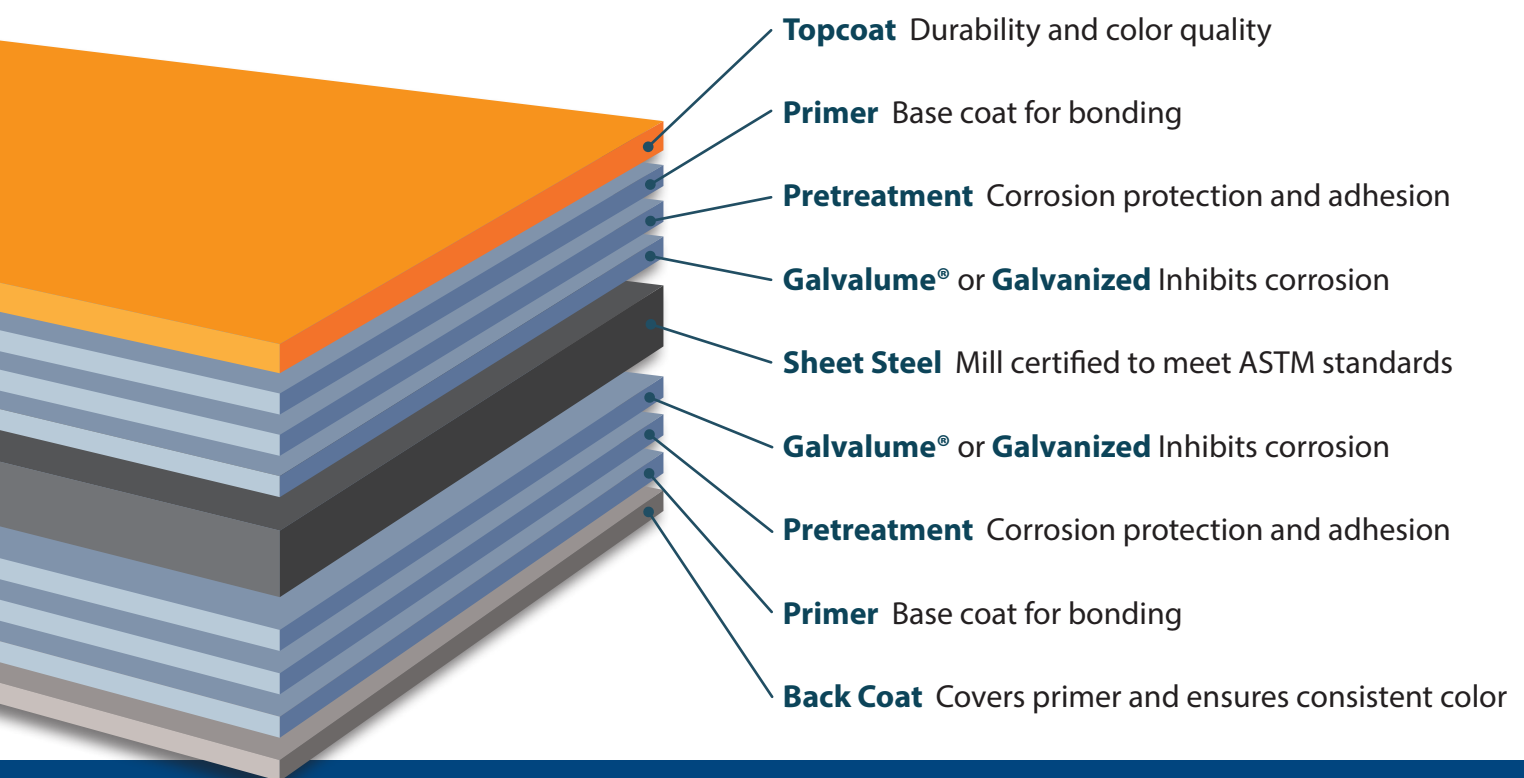 Topcoat Durability and color quality
Primer Base coat for bonding
Pretreatment Corrosion protection and adhesion
Galvalume® or Galvanized Inhibits corrosion
Sheet Steel Mill certified to meet ASTM standards
Galvalume® or Galvanized Inhibits corrosion
Pretreatment Corrosion protection and adhesion
Primer Base coat for bonding
Back Coat Covers primer and ensures consistent color